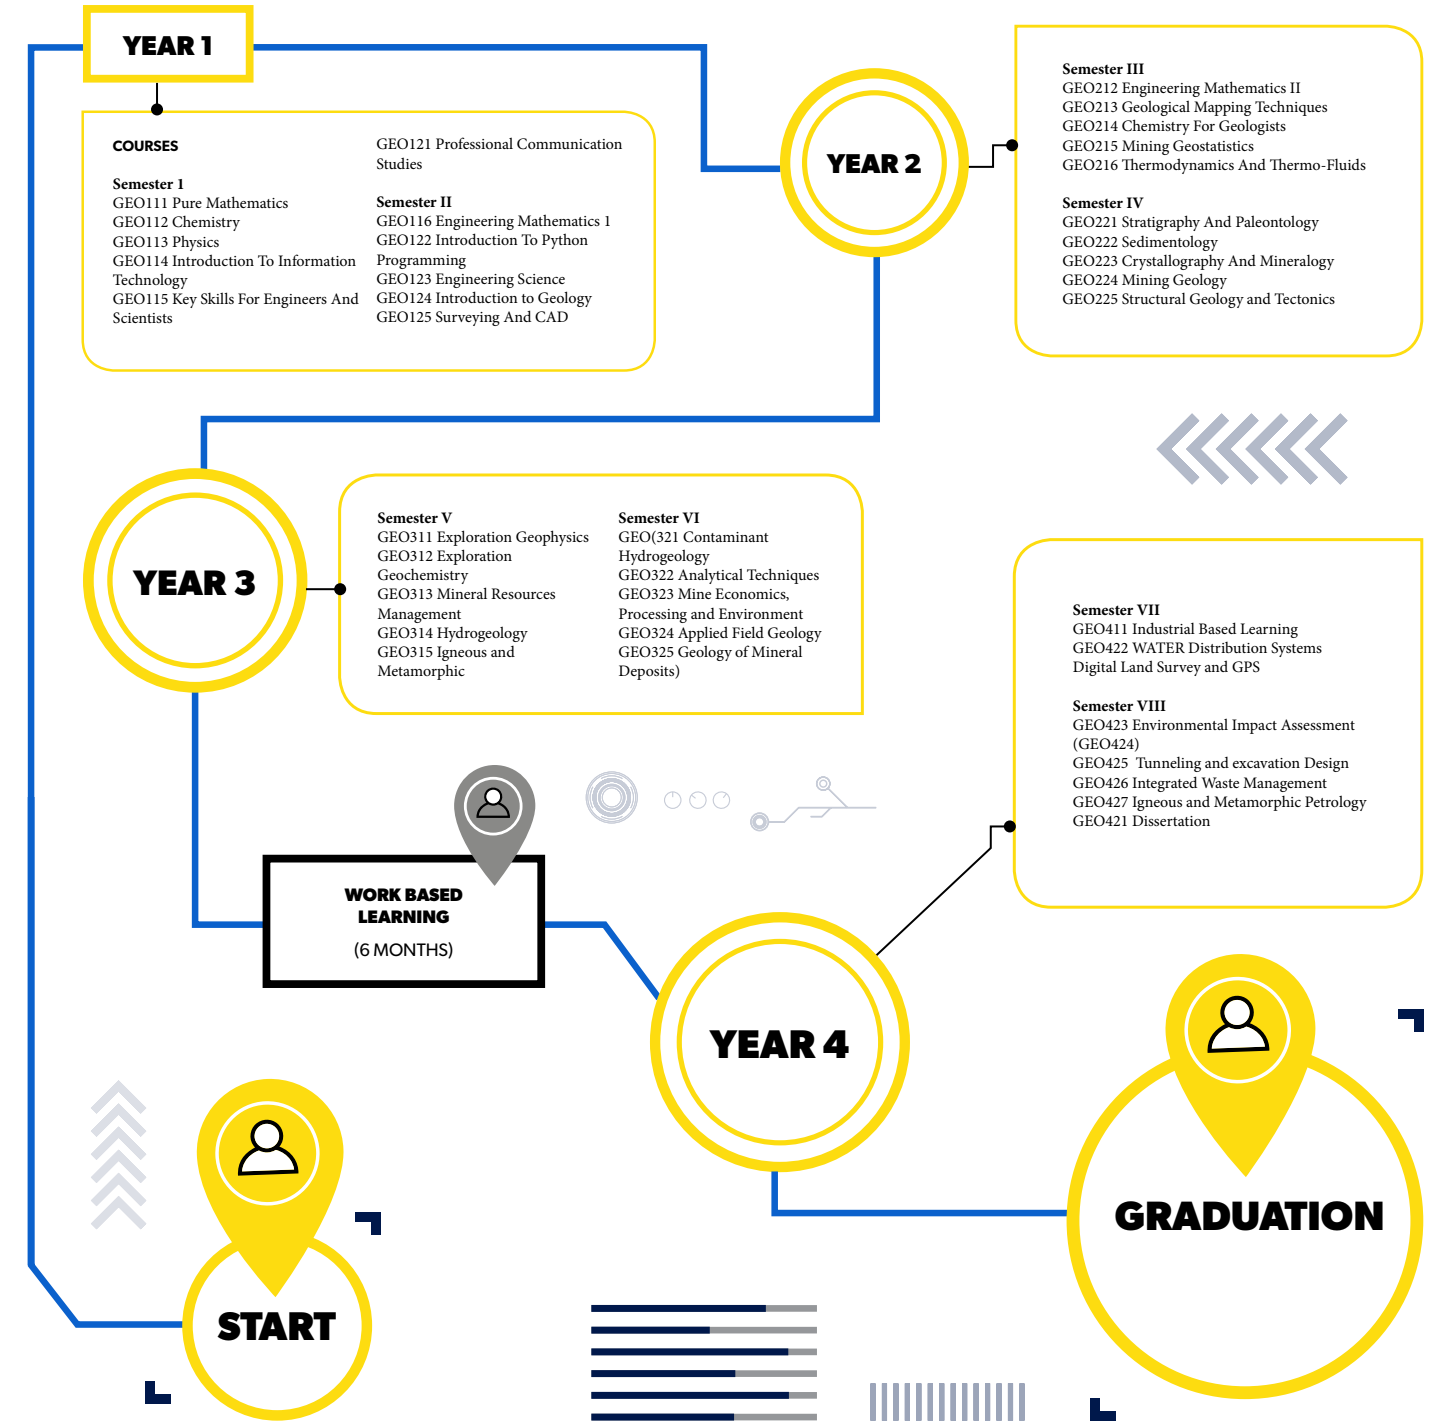 YEAR 1
COURSES
Semester 1
GEO111 Pure Mathematics
GEO112 Chemistry
GEO113 Physics
GEO114 Introduction To Information
Technology
GEO115 Key Skills For Engineers And
Scientists
GEO121 Professional Communication
Studies
Semester II
GEO116 Engineering Mathematics 1
GEO122 Introduction To Python
Programming
GEO123 Engineering Science
GEO124 Introduction to Geology
GEO125 Surveying And CAD
YEAR 2
Semester III
GEO212 Engineering Mathematics II
GEO213 Geological Mapping Techniques
GEO214 Chemistry For Geologists
GEO215 Mining Geostatistics
GEO216 Thermodynamics And Thermo-Fluids
Semester IV
GEO221 Stratigraphy And Paleontology
GEO222 Sedimentology
GEO223 Crystallography And Mineralogy
GEO224 Mining Geology
GEO225 Structural Geology and Tectonics
YEAR 3
Semester V
GEO311 Exploration Geophysics
GEO312 Exploration
Geochemistry
GEO313 Mineral Resources
Management
GEO314 Hydrogeology
GEO315 Igneous and
Metamorphic
Semester VI
GEO(321 Contaminant
Hydrogeology
GEO322 Analytical Techniques
GEO323 Mine Economics,
Processing and Environment
GEO324 Applied Field Geology
GEO325 Geology of Mineral
Deposits)
WORK BASED
LEARNING
(6 MONTHS)
YEAR 4
Semester VII
GEO411 Industrial Based Learning
GEO422 WATER Distribution Systems
Digital Land Survey and GPS
Semester VIII
GEO423 Environmental Impact Assessment
(GEO424)
GEO425  Tunneling and excavation Design
GEO426 Integrated Waste Management
GEO427 Igneous and Metamorphic Petrology
GEO421 Dissertation
GRADUATION
START